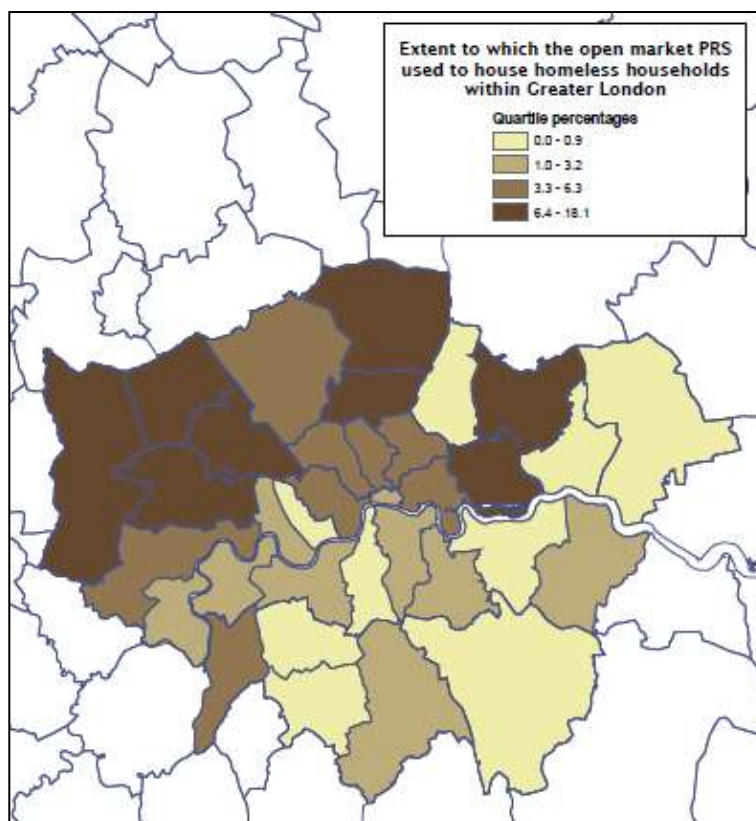 Extent to which the open market PRS
used to house homeless households
within Greater London
Quartile percentages
0.0 - 0.9
1.0 - 3.2
3.3 - 6.3
6.4 - 18.1